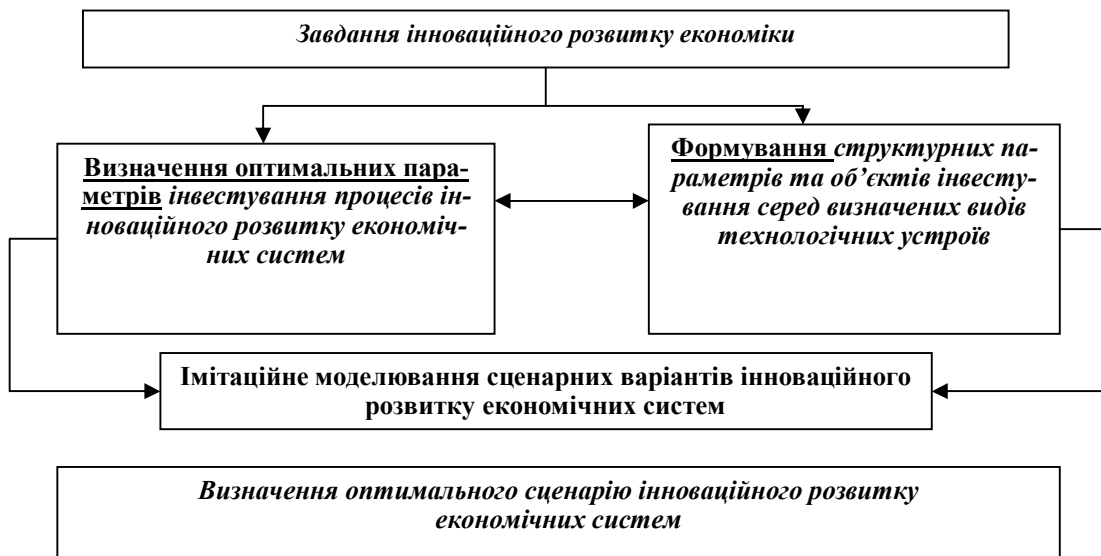 Завдання інноваційного розвитку економіки
Визначення оптимальних пара-
метрів інвестування процесів ін-
новаційного розвитку економіч-
них систем
Формування структурних па-
раметрів та об’єктів інвесту-
вання серед визначених видів
технологічних устроїв
Імітаційне моделювання сценарних варіантів інноваційного
розвитку економічних систем
Визначення оптимального сценарію інноваційного розвитку
економічних систем